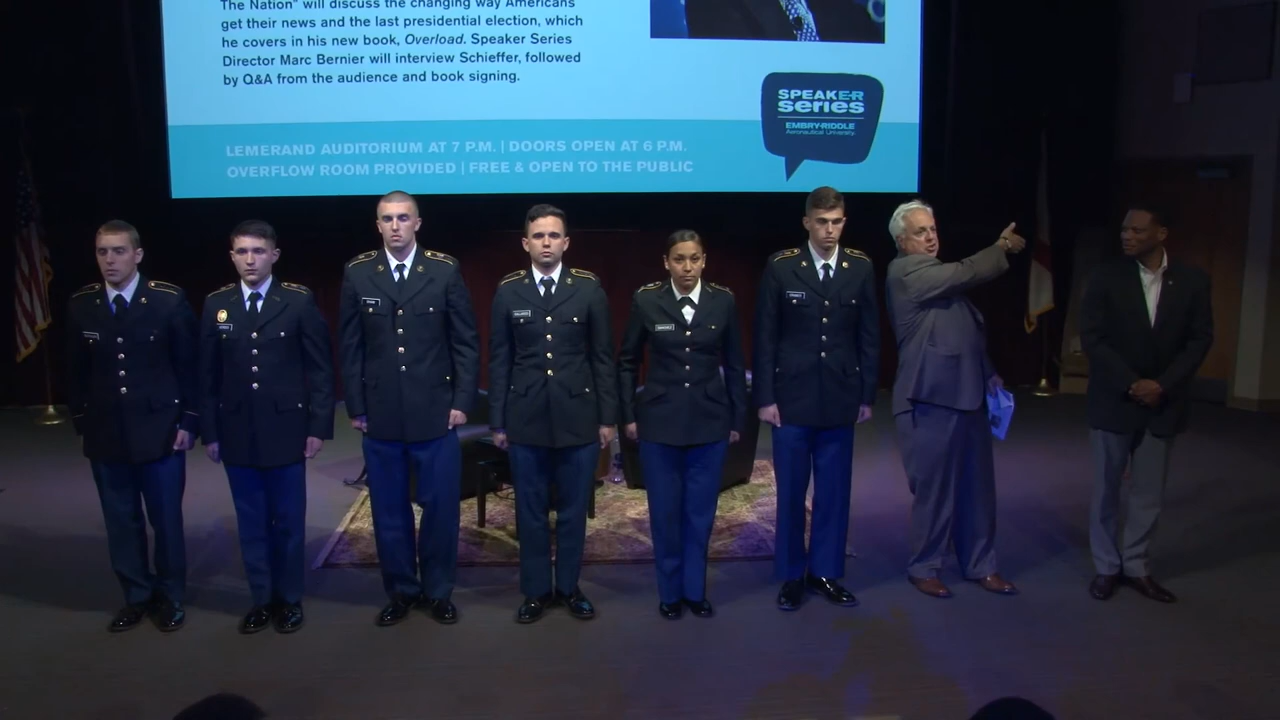 The Nation" will discuss the changing way Americans
get their news and the last presidential election, which
he covers in his new book, Overload. Speaker Series
Director Marc Bernier will interview Schieffer, followed
by Q&A from the audience and book signing.
SPEAKER
series
EMBRY-RIDDLE
Aeronautical University
LEMERAND AUDITORIUM AT 7 P.M. | DOORS OPEN AT 6 P.M.
OVERFLOW ROOM PROVIDED | FREE & OPEN TO THE PUBLIC